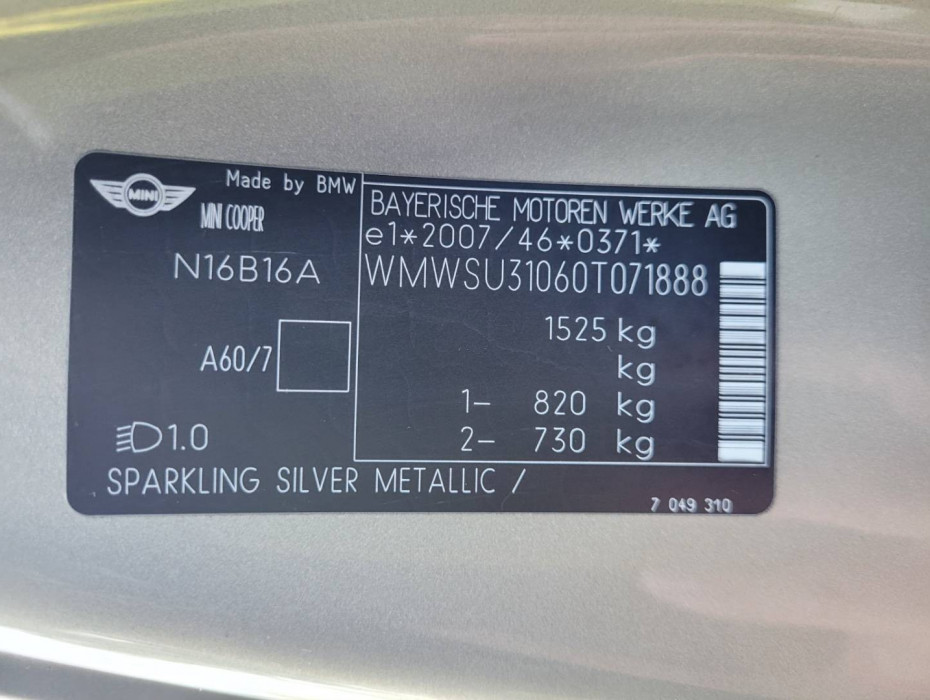 MINI
Made by BMW
MINI COOPER
N16B16A
A60/7
1.0
BAYERISCHE MOTOREN WERKE AG
e1*2007/46*0371*
WMWSU31060T071888
1525 kg
kg
1– 820 kg
2– 730 kg
SPARKLING SILVER METALLIC /
7 049 310